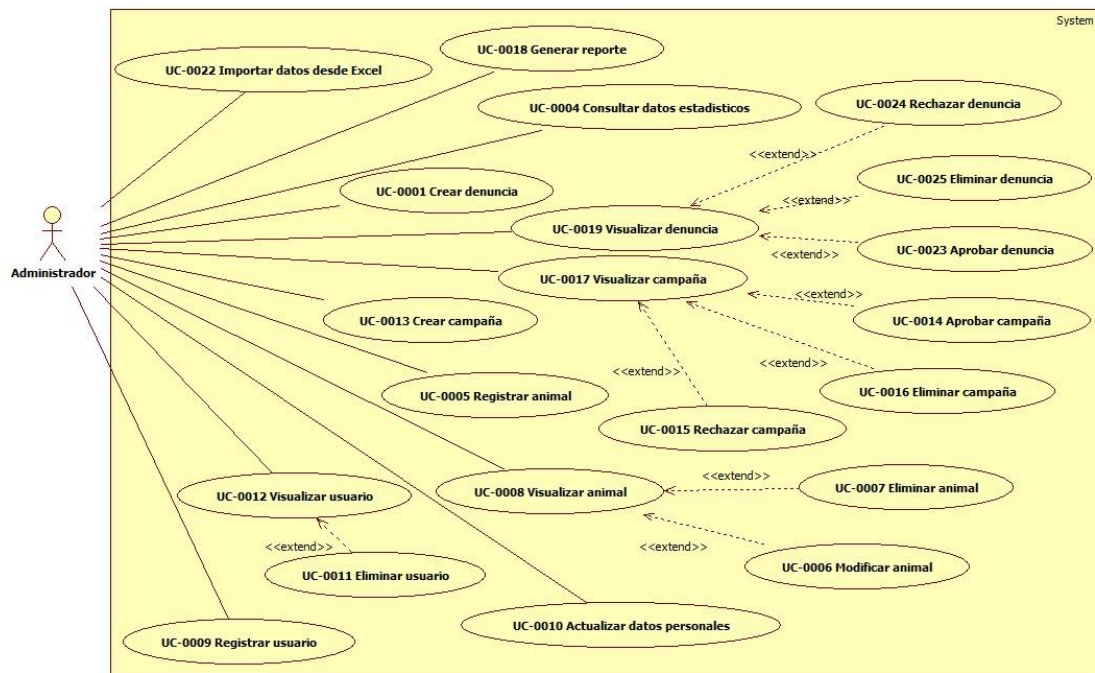 System
UC-0018 Generar reporte
UC-0022 Importar datos desde Excel
UC-0004 Consultar datos estadisticos
UC-0024 Rechazar denuncia
<<extend>>
UC-0025 Eliminar denuncia
UC-0001 Crear denuncia
<<extend>>
UC-0019 Visualizar denuncia
UC-0023 Aprobar denuncia
<<extend>>
Administrador
UC-0017 Visualizar campaña
<<extend>>
UC-0013 Crear campaña
UC-0014 Aprobar campaña
<<extend>>
<<extend>>
UC-0016 Eliminar campaña
UC-0005 Registrar animal
UC-0015 Rechazar campaña
<<extend>>
UC-0012 Visualizar usuario
UC-0008 Visualizar animal
UC-0007 Eliminar animal
<<extend>>
<<extend>>
UC-0011 Eliminar usuario
UC-0006 Modificar animal
UC-0010 Actualizar datos personales
UC-0009 Registrar usuario